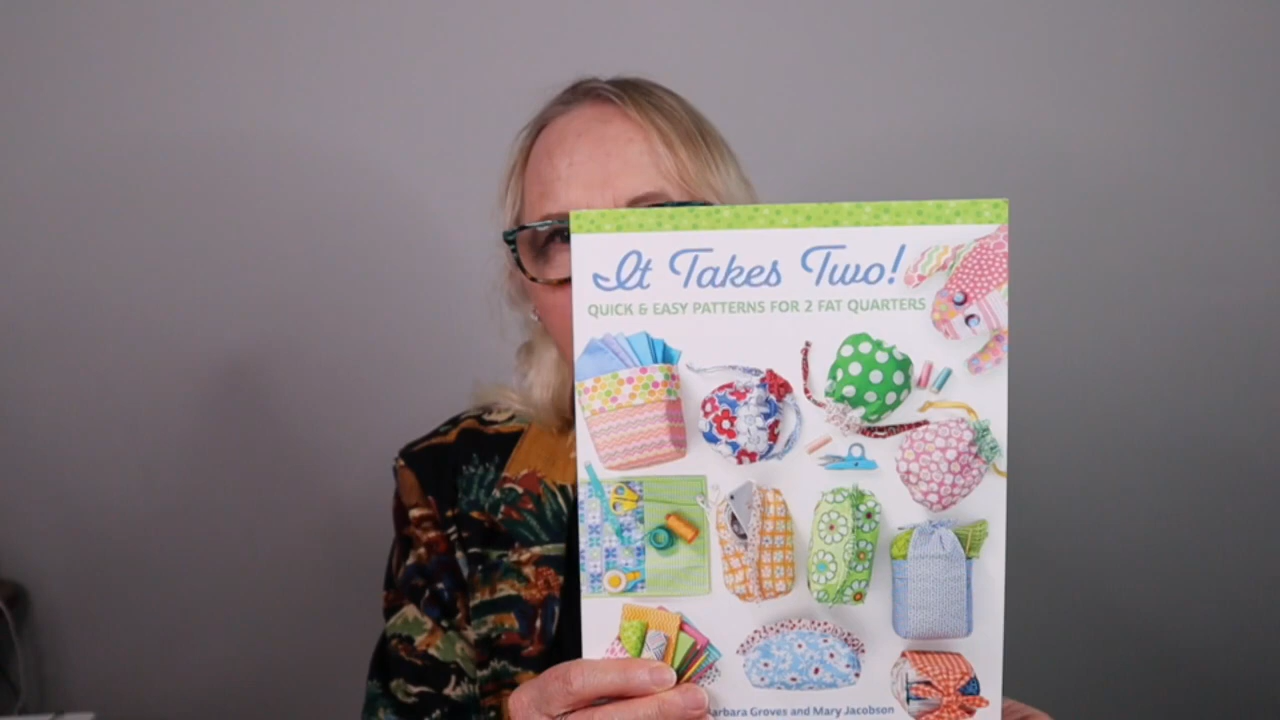 It Takes Two!
QUICK & EASY PATTERNS FOR 2 FAT QUARTERS
arbara Groves and Mary Jacobson